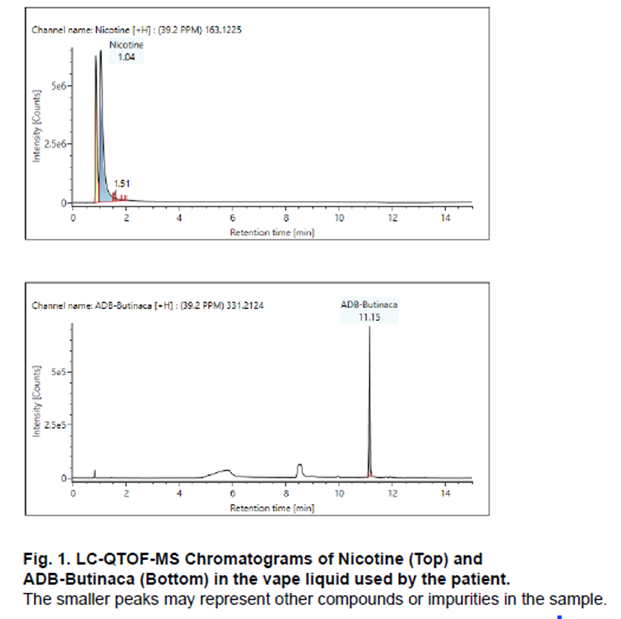 Channel name: Nicotine [+H] : (39.2 PPM) 163.1225
Nicotine
1.04
5e6
2.5e6
0
1.51
Intensity [Counts]
0 2 4 6 8 10 12 14
Retention time [min]
Channel name: ADB-Butinaca [+H] : (39.2 PPM) 331.2124
ADB-Butinaca
11.15
5e5
2.5e5
0
Intensity [Counts]
0 2 4 6 8 10 12 14
Retention time [min]
Fig. 1. LC-QTOF-MS Chromatograms of Nicotine (Top) and
ADB-Butinaca (Bottom) in the vape liquid used by the patient.
The smaller peaks may represent other compounds or impurities in the sample.